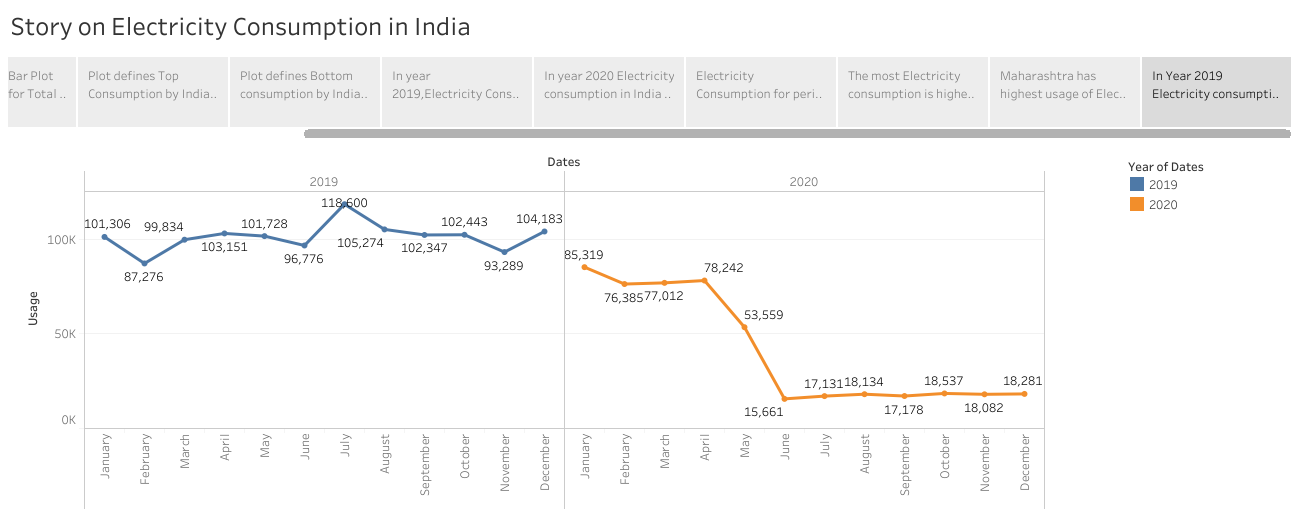 Story on Electricity Consumption in India
Bar Plot
for Total ..
Plot defines Top
Consumption by India..
Plot defines Bottom
consumption by India..
In year
2019,Electricity Cons..
In year 2020 Electricity
consumption in India ..
Electricity
Consumption for peri..
The most Electricity
consumption is highe..
Maharashtra has
highest usage of Elec..
In Year 2019
Electricity consumpti..
Dates
2019
2020
Year of Dates
2019
2020
Usage
100K
50K
0K
101,306
87,276
99,834
103,151
101,728
96,776
118,600
105,274
102,347
102,443
93,289
104,183
85,319
76,385
77,012
78,242
53,559
15,661
17,131
18,134
17,178
18,537
18,082
18,281
January
February
March
April
May
June
July
August
September
October
November
December
January
February
March
April
May
June
July
August
September
October
November
December